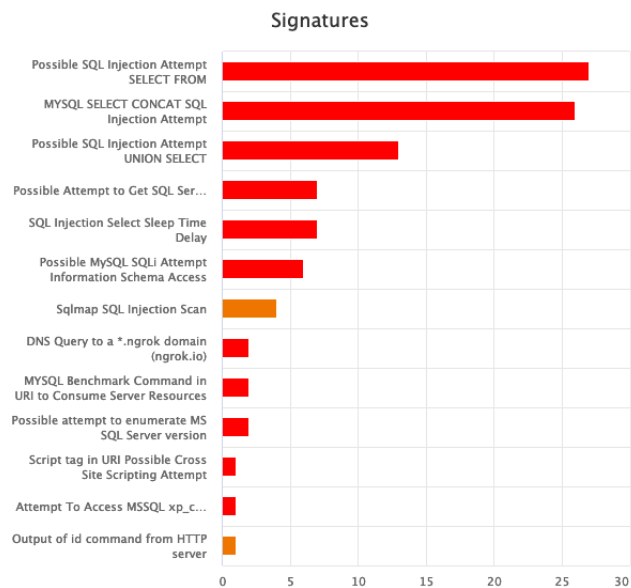 Signatures
Possible SQL Injection Attempt
SELECT FROM
MYSQL SELECT CONCAT SQL
Injection Attempt
Possible SQL Injection Attempt
UNION SELECT
Possible Attempt to Get SQL Ser...
SQL Injection Select Sleep Time
Delay
Possible MySQL SQLi Attempt
Information Schema Access
Sqlmap SQL Injection Scan
DNS Query to a *.ngrok domain
(ngrok.io)
MYSQL Benchmark Command in
URI to Consume Server Resources
Possible attempt to enumerate MS
SQL Server version
Script tag in URI Possible Cross
Site Scripting Attempt
Attempt To Access MSSQL xp_c...
Output of id command from HTTP
server
0 5 10 15 20 25 30